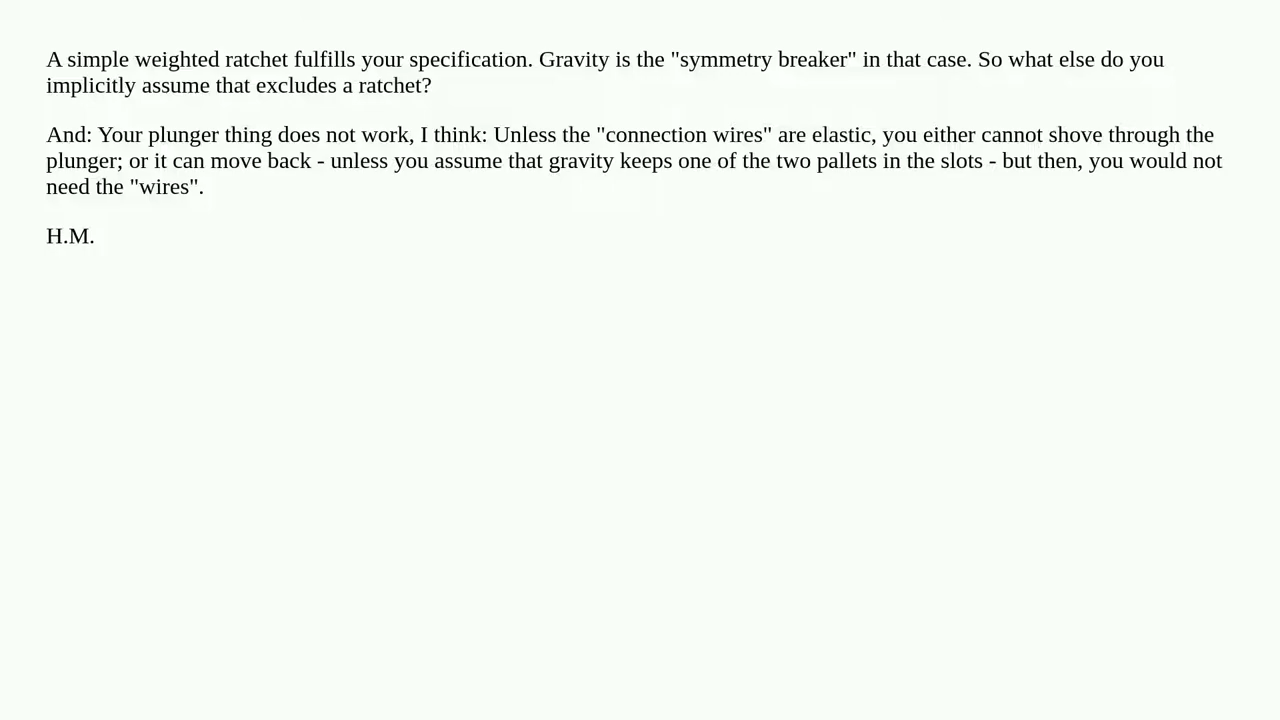 A simple weighted ratchet fulfills your specification. Gravity is the "symmetry breaker" in that case. So what else do you
implicitly assume that excludes a ratchet?
And: Your plunger thing does not work, I think: Unless the "connection wires" are elastic, you either cannot shove through the
plunger; or it can move back - unless you assume that gravity keeps one of the two pallets in the slots - but then, you would not
need the "wires".
H.M.